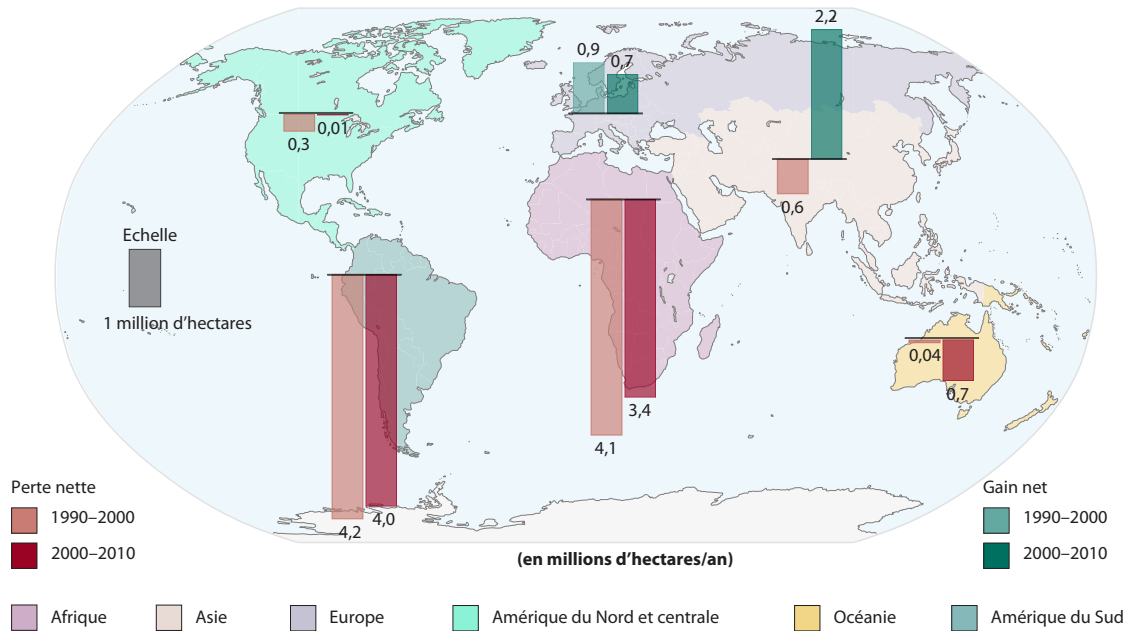 2,2
0,9
0,7
0,01
0,3
0,6
Echelle
1 million d’hectares
0,04
0,7
3,4
4,1
4,0
4,2
Perte nette
1990–2000
2000–2010
(en millions d’hectares/an)
Gain net
1990–2000
2000–2010
Afrique
Asie
Europe
Amérique du Nord et centrale
Océanie
Amérique du Sud